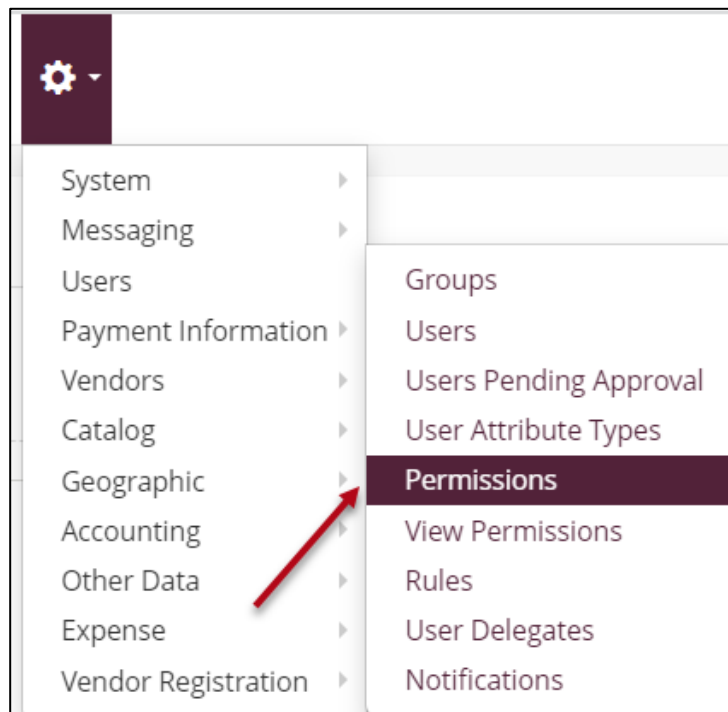 System
Messaging
Users
Payment Information
Vendors
Catalog
Geographic
Accounting
Other Data
Expense
Vendor Registration
Groups
Users
Users Pending Approval
User Attribute Types
Permissions
View Permissions
Rules
User Delegates
Notifications